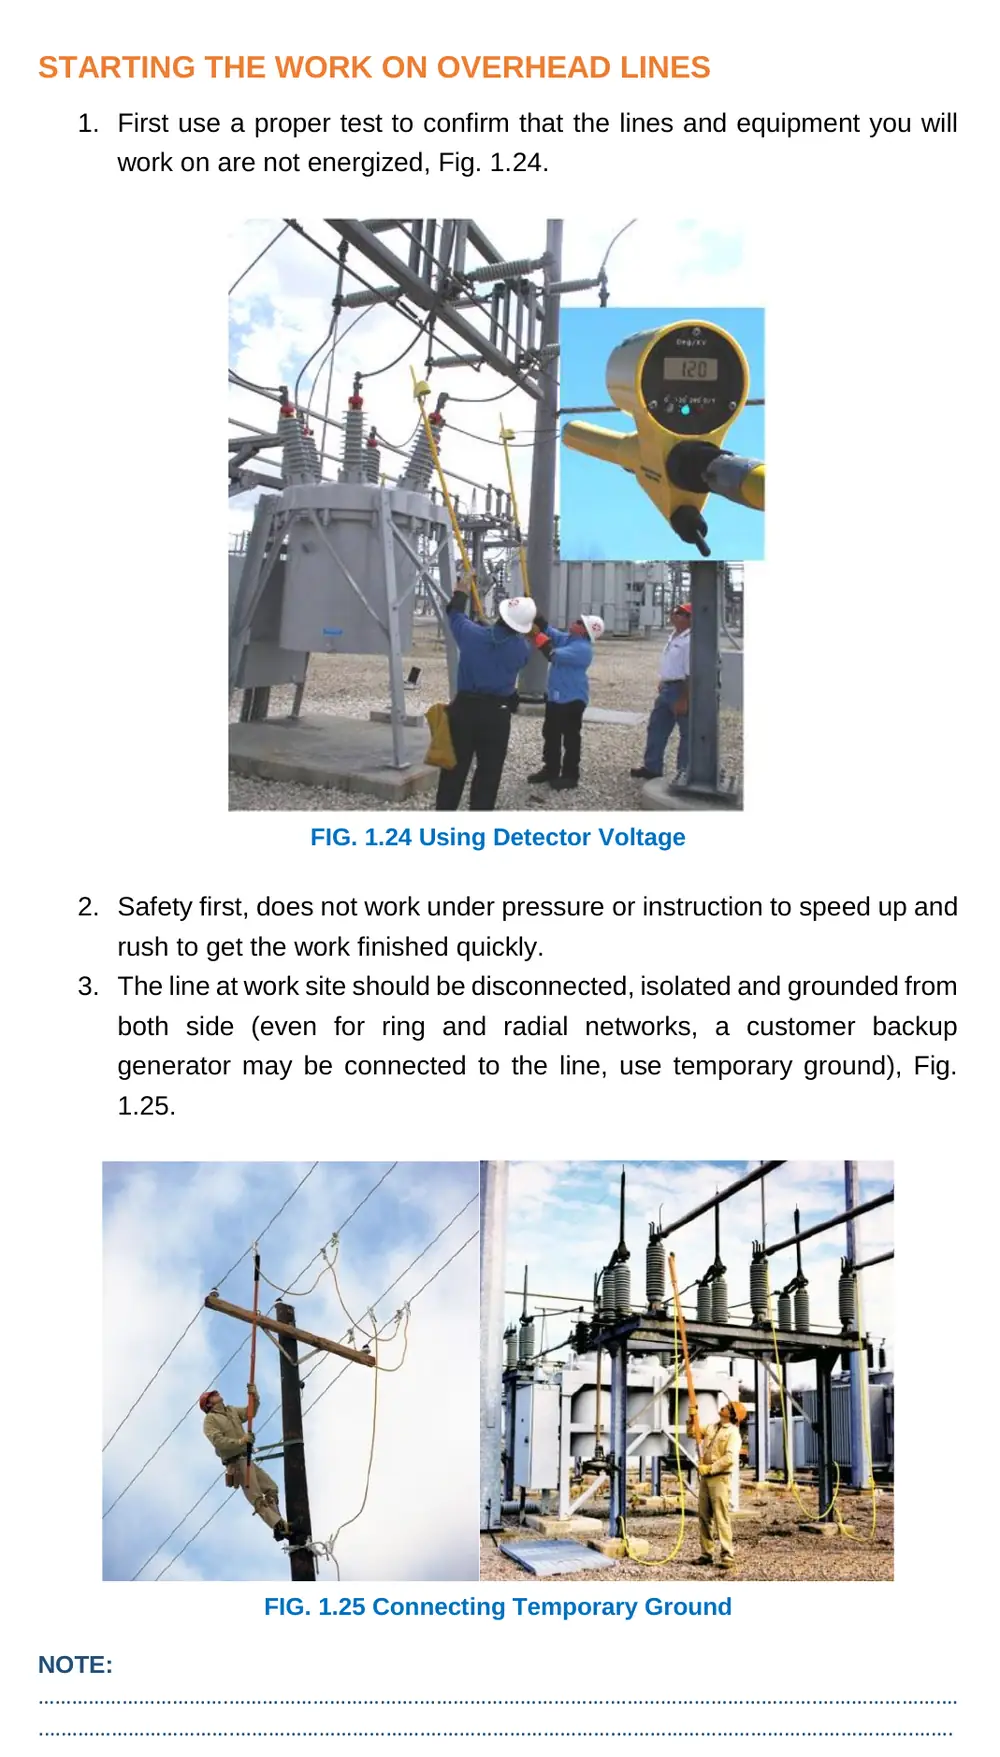 STARTING THE WORK ON OVERHEAD LINES
1. First use a proper test to confirm that the lines and equipment you will
work on are not energized, Fig. 1.24.
Deg/KV
120
FIG. 1.24 Using Detector Voltage
2. Safety first, does not work under pressure or instruction to speed up and
rush to get the work finished quickly.
3. The line at work site should be disconnected, isolated and grounded from
both side (even for ring and radial networks, a customer backup
generator may be connected to the line, use temporary ground), Fig.
1.25.
FIG. 1.25 Connecting Temporary Ground
NOTE: